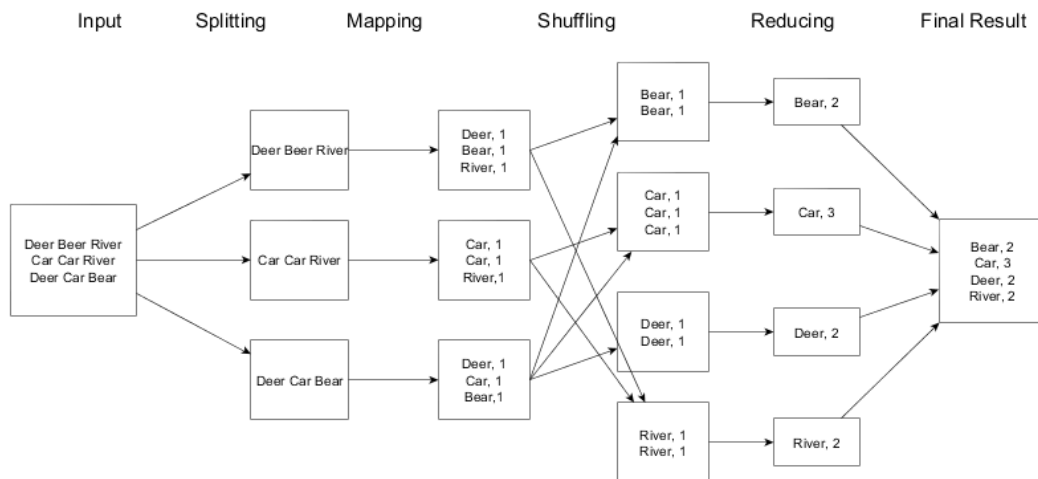 Input
Splitting
Mapping
Shuffling
Reducing
Final Result
Deer Beer River
Car Car River
Deer Car Bear
Deer Beer River
Car Car River
Deer Car Bear
Deer, 1
Bear, 1
River, 1
Car, 1
Car, 1
River,1
Deer, 1
Car, 1
Bear,1
Bear, 1
Bear, 1
Car, 1
Car, 1
Car, 1
Deer, 1
Deer, 1
River, 1
River, 1
Bear, 2
Car, 3
Deer, 2
River, 2
Bear, 2
Car, 3
Deer, 2
River, 2